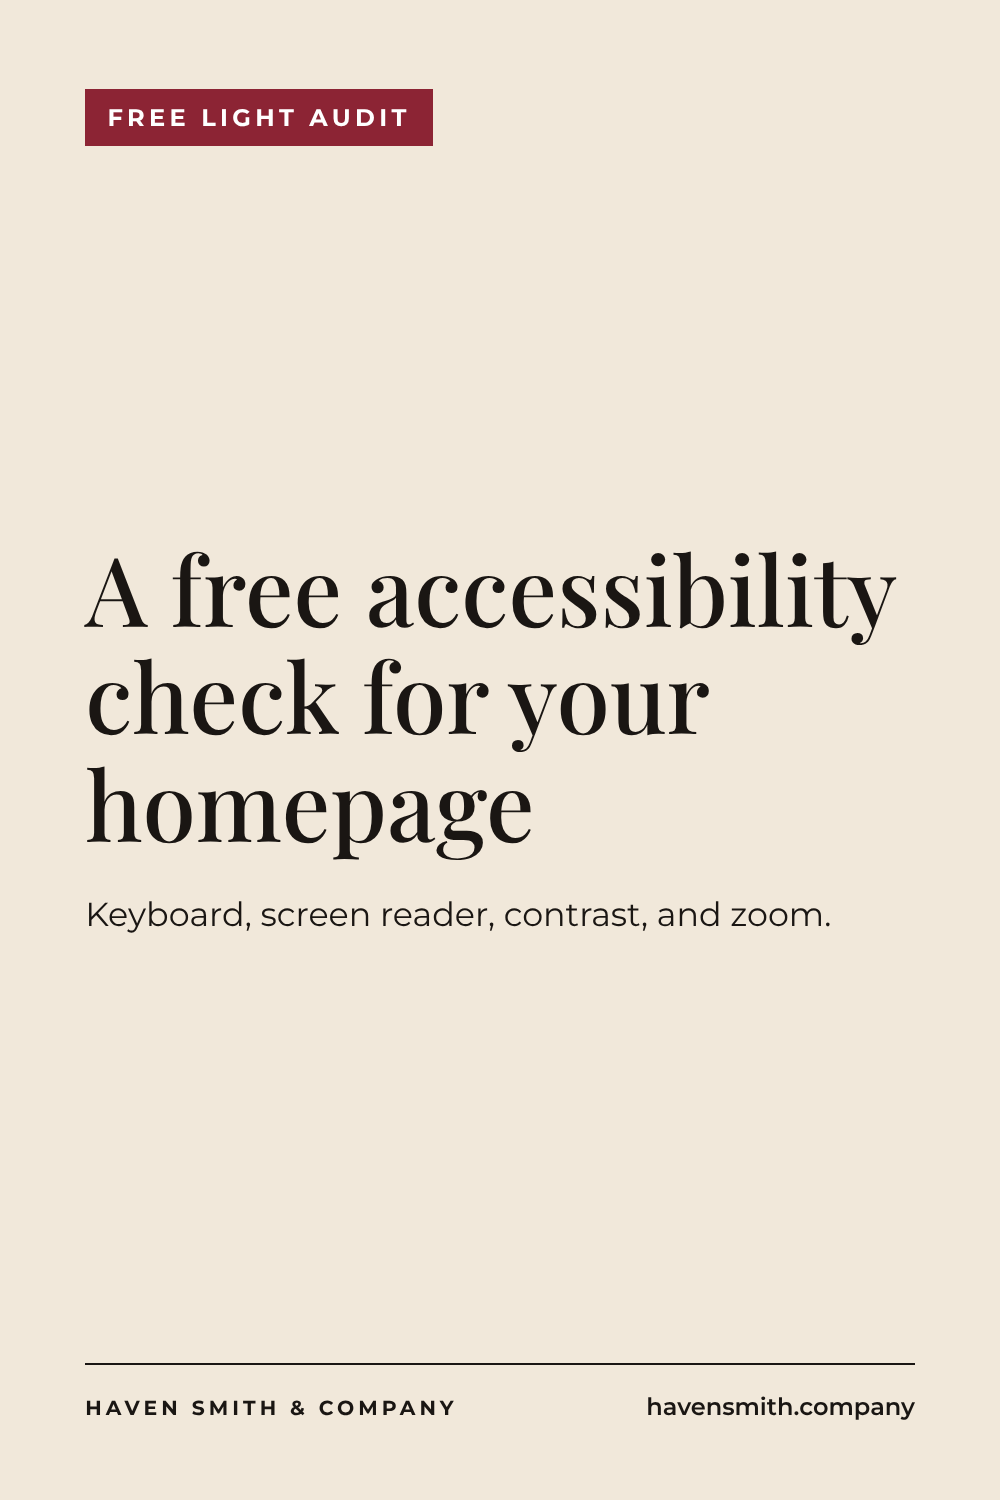 FREE LIGHT AUDIT
A free accessibility
check for your
homepage
Keyboard, screen reader, contrast, and zoom.
HAVEN SMITH & COMPANY
havensmith.company